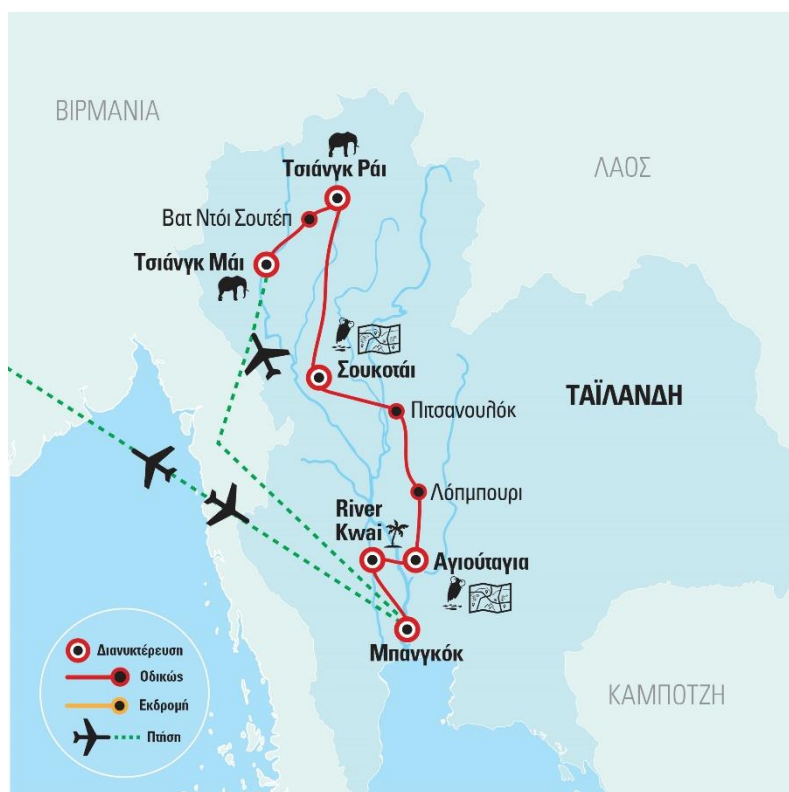 ΒΙΡΜΑΝΙΑ
ΛΑΟΣ
Τσιάνγκ Ράι
Βατ Ντόι Σουτέπ
Τσιάνγκ Μάι
Σουκοτάι
ΤΑΪΛΑΝΔΗ
Πιτσανουλόκ
Λόπμπουρι
River
Kwai
Αγιούταγια
Μπανγκόκ
ΚΑΜΠΟΤΖΗ
Διανυκτέρευση
Οδικώς
Εκδρομή
Πτήση